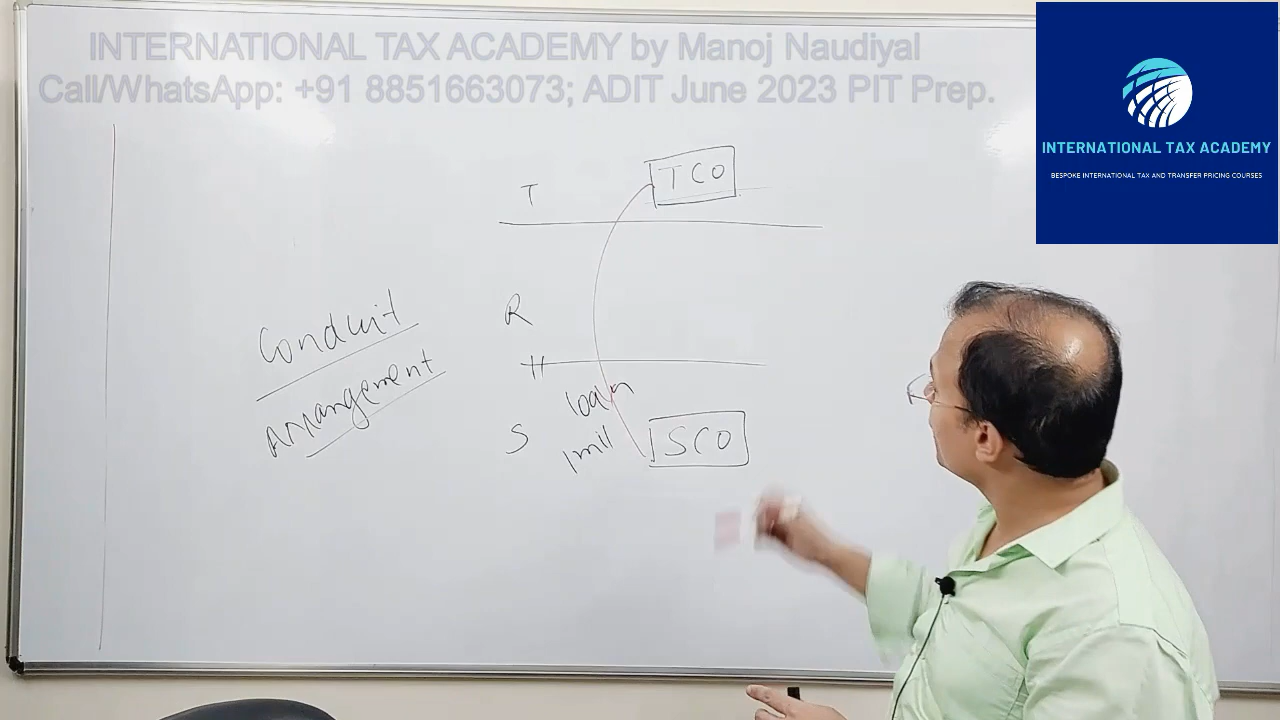 INTERNATIONAL TAX ACADEMY by Manoj Naudiyal
Call/WhatsApp: +91 8851663073; ADIT June 2023 PIT Prep.
INTERNATIONAL TAX ACADEMY
BESPOKE INTERNATIONAL TAX AND TRANSFER PRICING COURSES
T
TCO
Conduit
Arrangement
R
loan
1mil
S
SCO